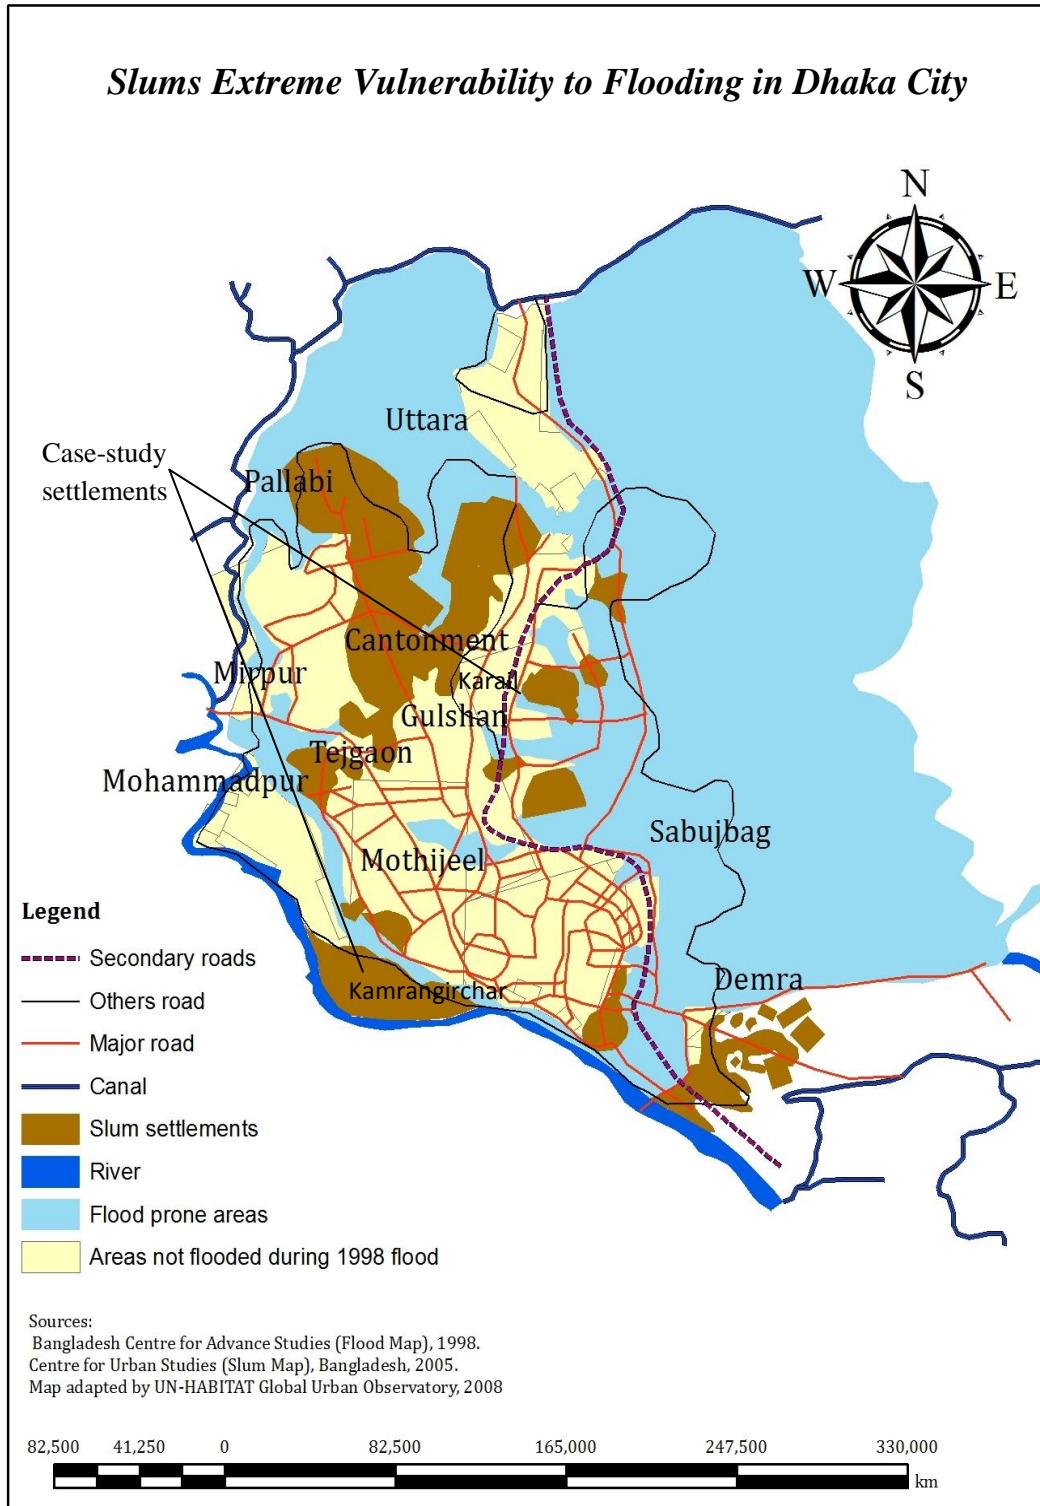 Slums Extreme Vulnerability to Flooding in Dhaka City
N
W
E
S
Uttara
Case-study
settlements
Pallabi
Cantonment
Mirpur
Karail
Gulshan
Tejgaon
Mohammadpur
Sabujbag
Mothijeel
Demra
Kamrangirchar
Legend
Secondary roads
Others road
Major road
Canal
Slum settlements
River
Flood prone areas
Areas not flooded during 1998 flood
Sources:
Bangladesh Centre for Advance Studies (Flood Map), 1998.
Centre for Urban Studies (Slum Map), Bangladesh, 2005.
Map adapted by UN-HABITAT Global Urban Observatory, 2008
82,500 41,250 0 82,500 165,000 247,500 330,000
km